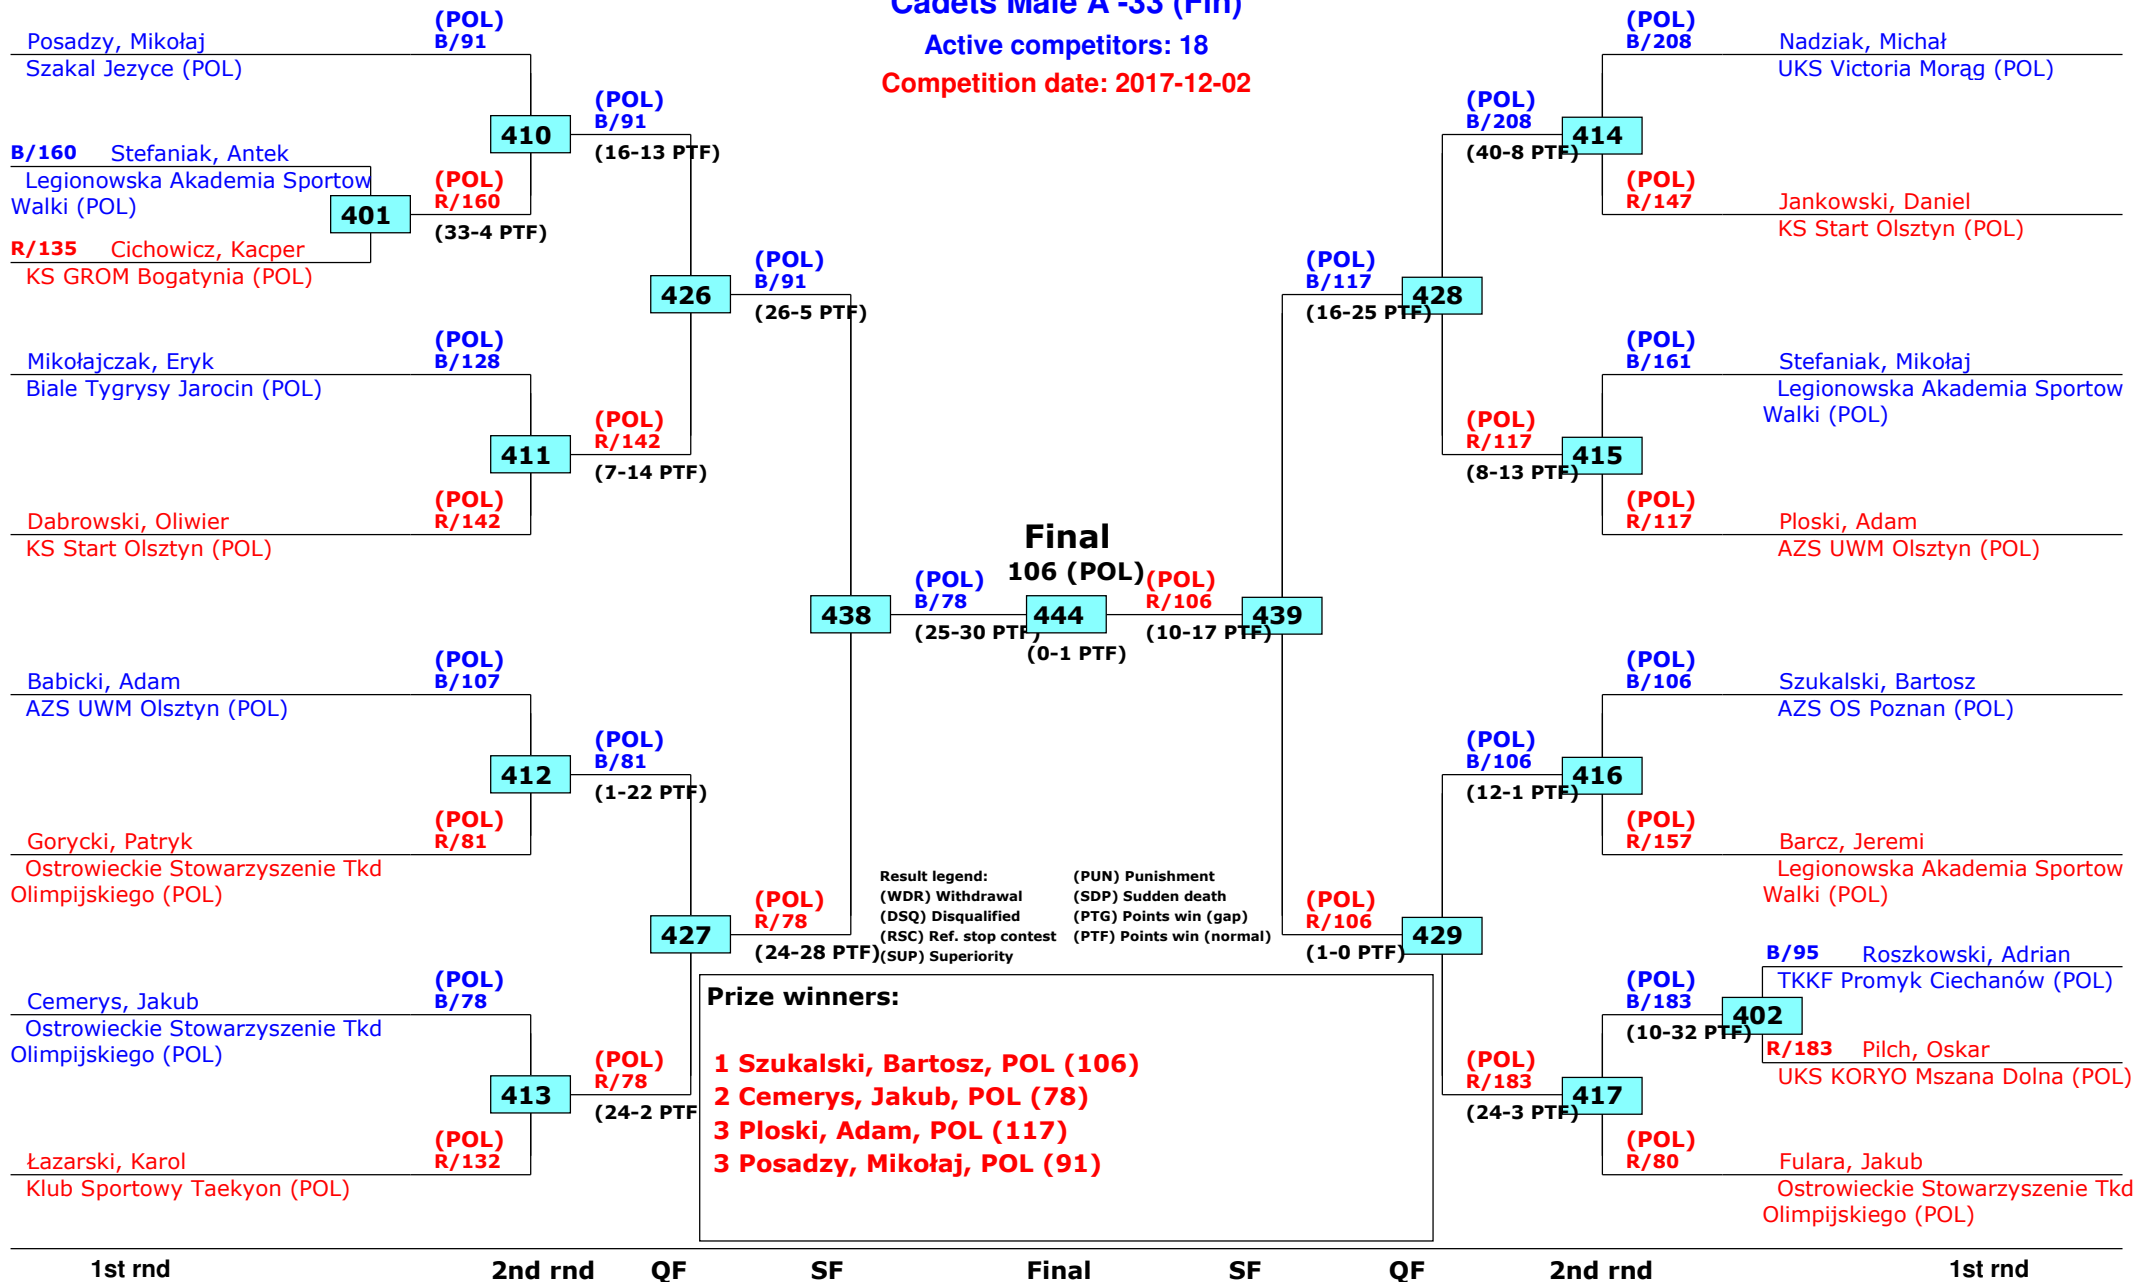 Cadets Male A -33 (Fin)
Active competitors: 18
Competition date: 2017-12-02
Posadzy, Mikołaj
Szakal Jezyce (POL)
(POL)
B/91
B/160 Stefaniak, Antek
Legionowska Akademia Sportow
Walki (POL)
R/135 Cichowicz, Kacper
KS GROM Bogatynia (POL)
401
(POL)
R/160
(33-4 PTF)
410
(POL)
B/91
(16-13 PTF)
Mikołajczak, Eryk
Biale Tygrysy Jarocin (POL)
(POL)
B/128
Dabrowski, Oliwier
KS Start Olsztyn (POL)
(POL)
R/142
411
(POL)
R/142
(7-14 PTF)
426
(POL)
B/91
(26-5 PTF)
Babicki, Adam
AZS UWM Olsztyn (POL)
(POL)
B/107
Gorycki, Patryk
Ostrowieckie Stowarzyszenie Tkd
Olimpijskiego (POL)
(POL)
R/81
412
(POL)
B/81
(1-22 PTF)
Cemerys, Jakub
Ostrowieckie Stowarzyszenie Tkd
Olimpijskiego (POL)
(POL)
B/78
Łazarski, Karol
Klub Sportowy Taekyon (POL)
(POL)
R/132
413
(POL)
R/78
(24-2 PTF
427
(POL)
R/78
(24-28 PTF)
438
(POL)
B/78
(25-30 PTF)
Final
106 (POL)
444
(0-1 PTF)
(POL)
R/106
(10-17 PTF)
439
(POL)
B/117
(16-25 PTF)
428
(POL)
B/208
(40-8 PTF)
414
(POL)
B/208
Nadziak, Michał
UKS Victoria Morąg (POL)
(POL)
R/147
Jankowski, Daniel
KS Start Olsztyn (POL)
(POL)
R/117
(8-13 PTF)
415
(POL)
B/161
Stefaniak, Mikołaj
Legionowska Akademia Sportow
Walki (POL)
(POL)
R/117
Ploski, Adam
AZS UWM Olsztyn (POL)
(POL)
R/106
(1-0 PTF)
429
(POL)
B/106
(12-1 PTF)
416
(POL)
B/106
Szukalski, Bartosz
AZS OS Poznan (POL)
(POL)
R/157
Barcz, Jeremi
Legionowska Akademia Sportow
Walki (POL)
(POL)
R/183
(24-3 PTF)
417
(POL)
B/183
(10-32 PTF)
402
B/95 Roszkowski, Adrian
TKKF Promyk Ciechanów (POL)
R/183 Pilch, Oskar
UKS KORYO Mszana Dolna (POL)
(POL)
R/80
Fulara, Jakub
Ostrowieckie Stowarzyszenie Tkd
Olimpijskiego (POL)
Result legend:
(WDR) Withdrawal
(DSQ) Disqualified
(RSC) Ref. stop contest
(SUP) Superiority
(PUN) Punishment
(SDP) Sudden death
(PTG) Points win (gap)
(PTF) Points win (normal)
Prize winners:
1 Szukalski, Bartosz, POL (106)
2 Cemerys, Jakub, POL (78)
3 Ploski, Adam, POL (117)
3 Posadzy, Mikołaj, POL (91)
1st rnd 2nd rnd QF SF Final SF QF 2nd rnd 1st rnd